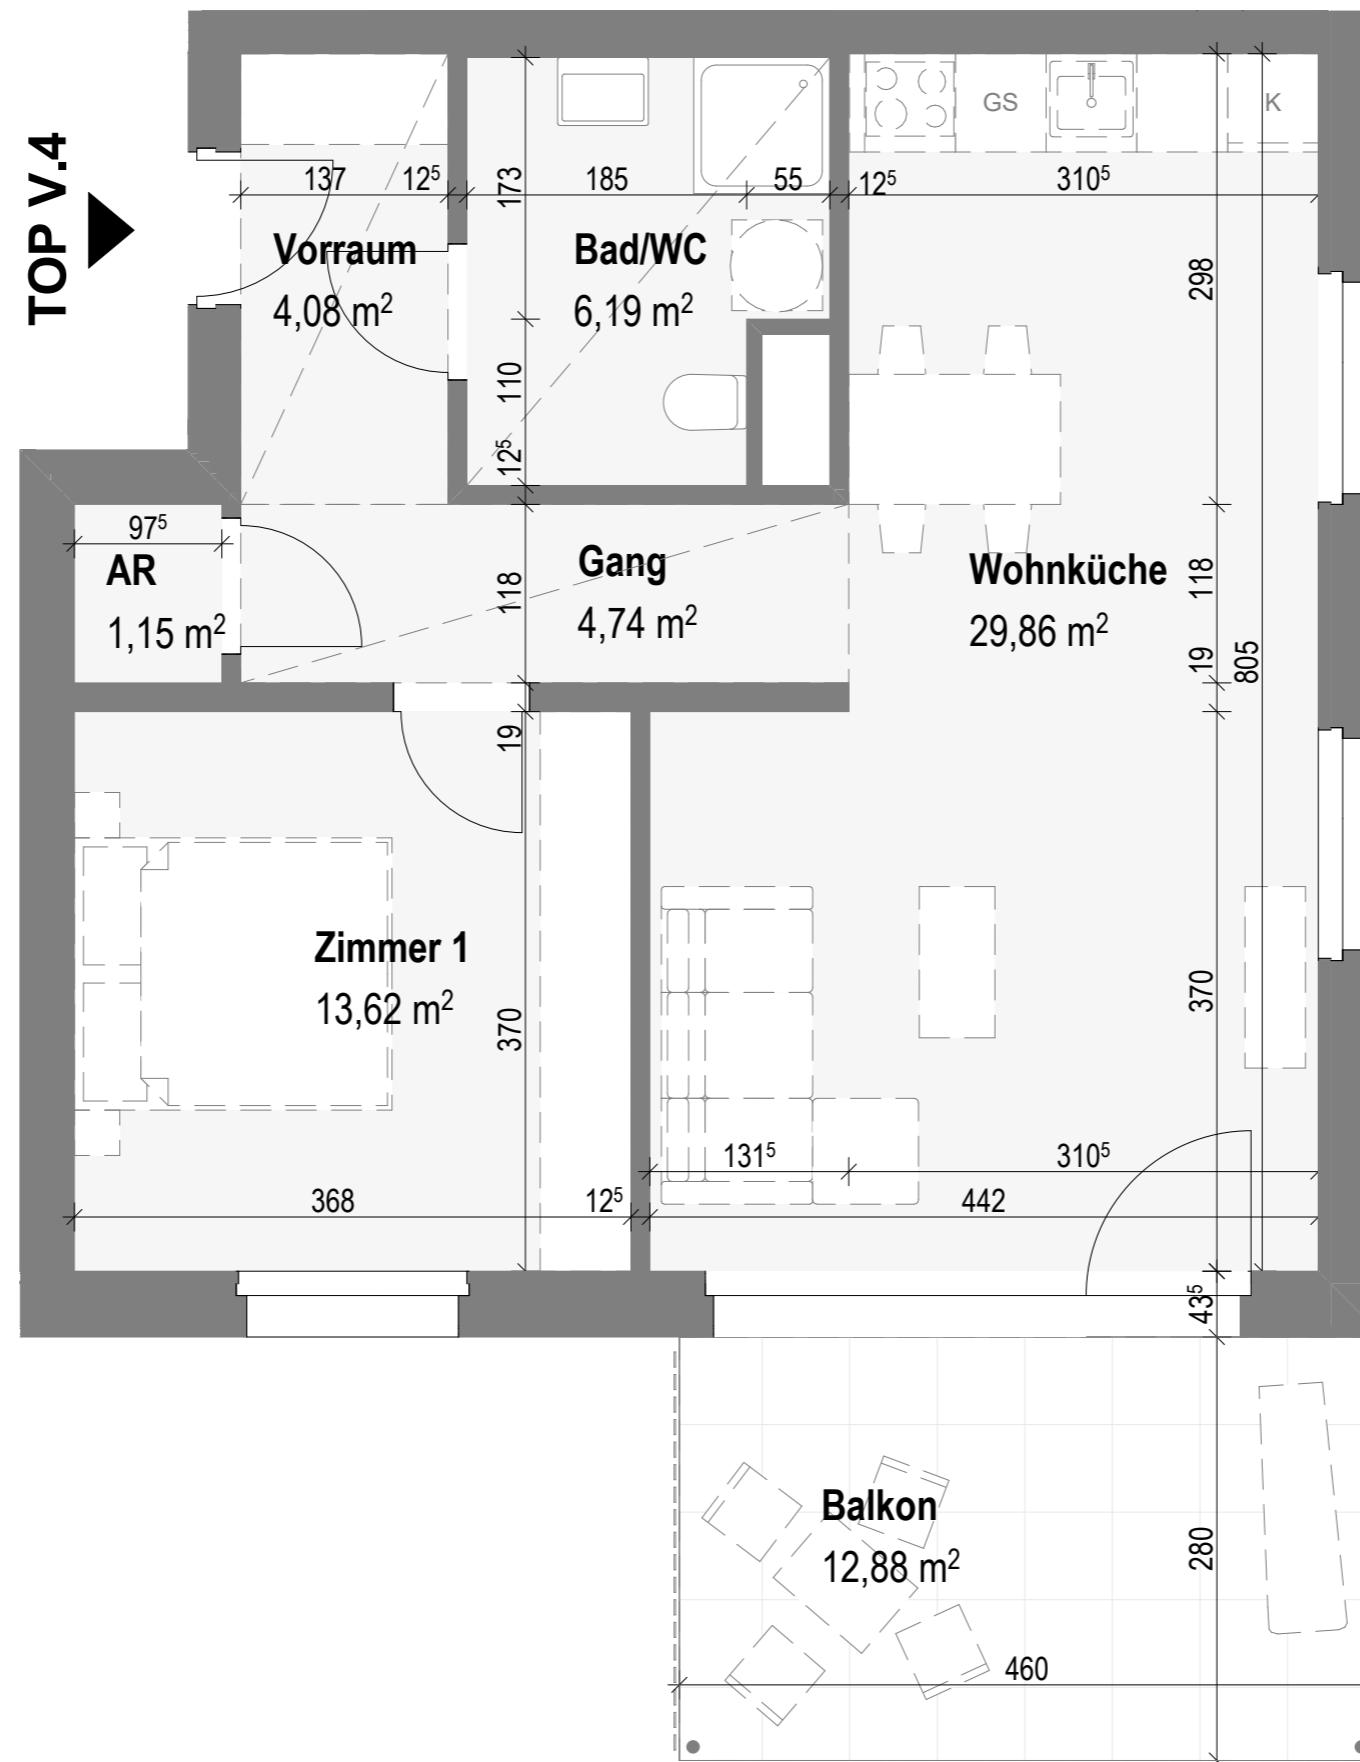 TOP V.4
GS
K
137
12⁵
173
185
55
12⁵
310⁵
Vorraum
4,08 m²
Bad/WC
6,19 m²
298
110
12⁵
97⁵
AR
1,15 m²
118
Gang
4,74 m²
Wohnküche
29,86 m²
118
19
805
19
Zimmer 1
13,62 m²
370
370
131⁵
310⁵
368
12⁵
442
43⁵
Balkon
12,88 m²
280
460